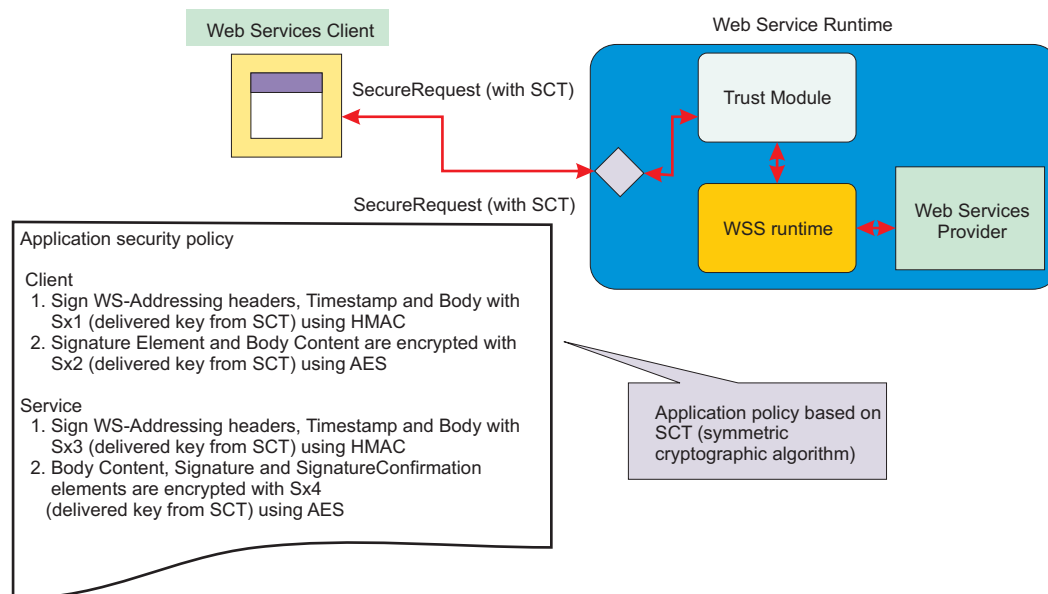 Web Services Client
Web Service Runtime
SecureRequest (with SCT)
Trust Module
SecureRequest (with SCT)
WSS runtime
Web Services
Provider
Application security policy
Client
1. Sign WS-Addressing headers, Timestamp and Body with
Sx1 (delivered key from SCT) using HMAC
2. Signature Element and Body Content are encrypted with
Sx2 (delivered key from SCT) using AES
Service
1. Sign WS-Addressing headers, Timestamp and Body with
Sx3 (delivered key from SCT) using HMAC
2. Body Content, Signature and SignatureConfirmation
elements are encrypted with Sx4
(delivered key from SCT) using AES
Application policy based on
SCT (symmetric
cryptographic algorithm)